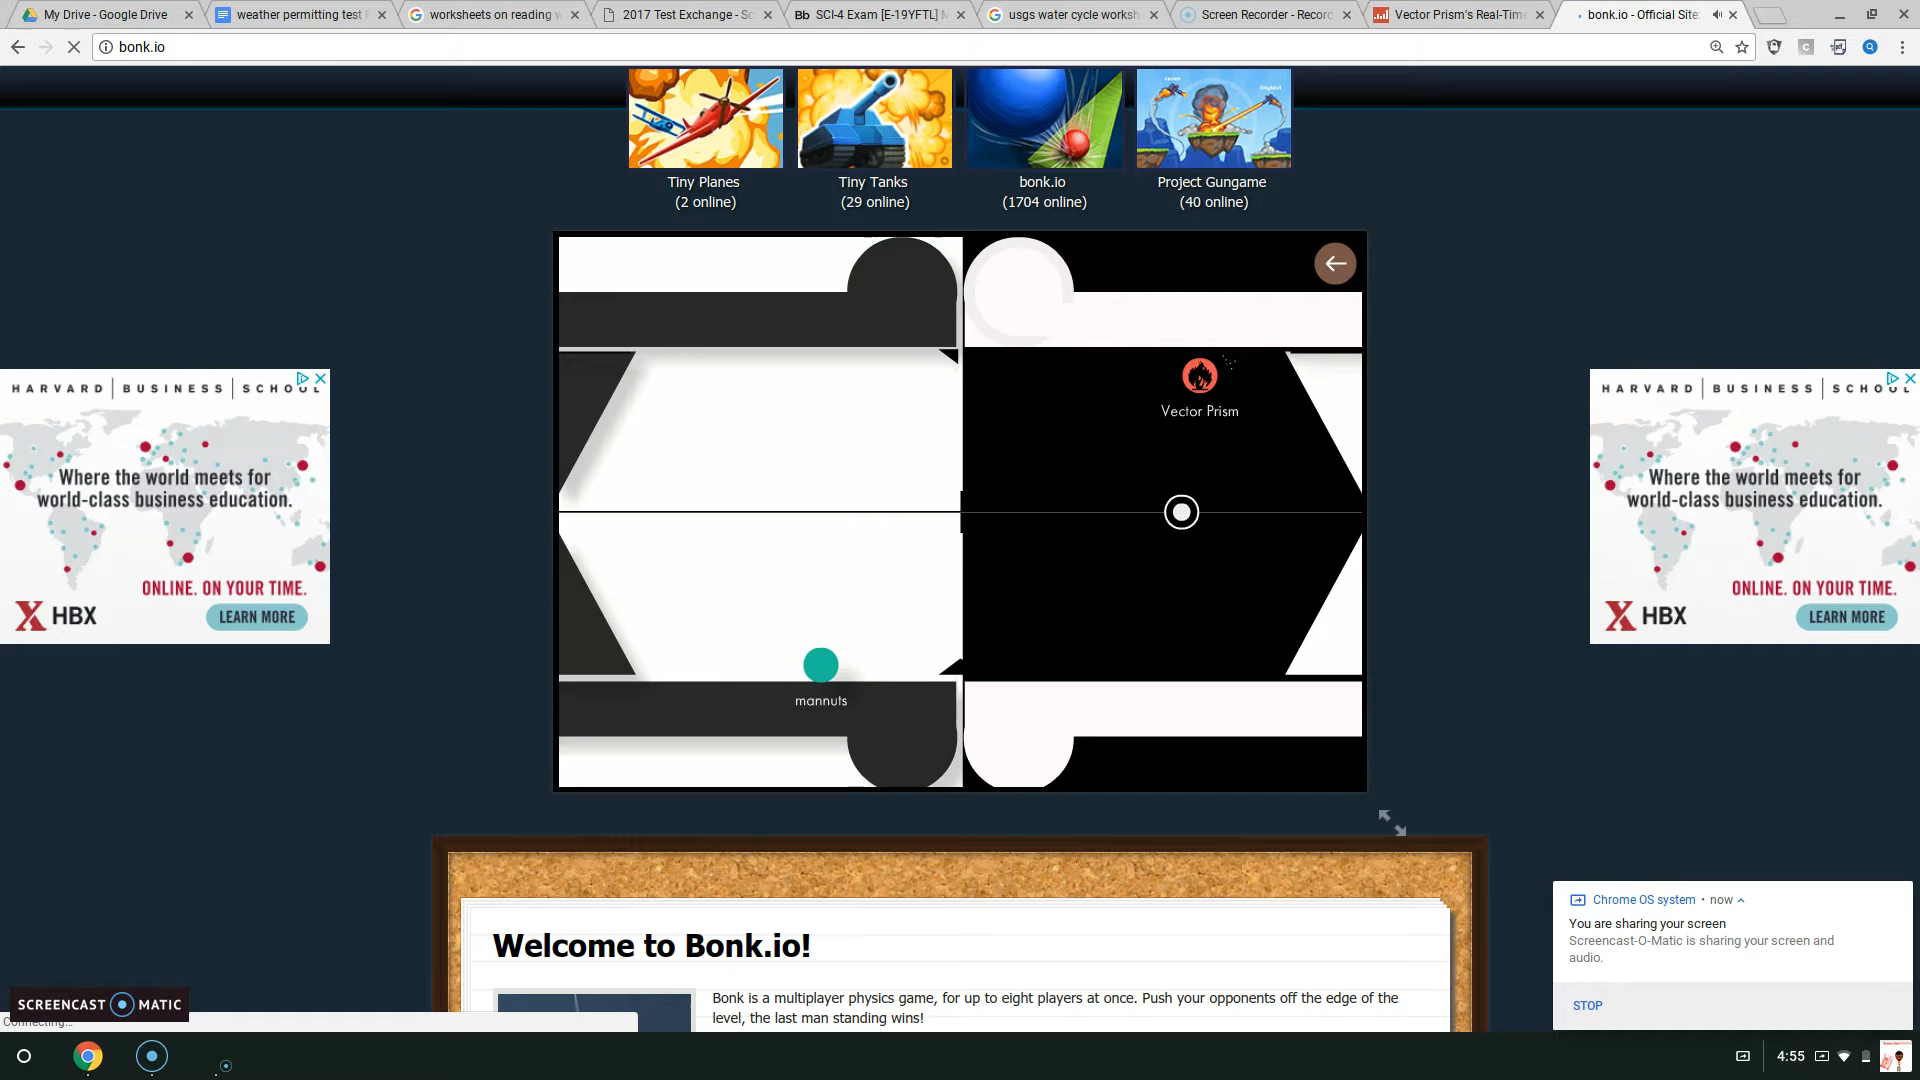 My Drive - Google Drive
weather permitting test
worksheets on reading w
2017 Test Exchange - Sc
Bb SCI-4 Exam [E-19YFTL]
usgs water cycle worksh
Screen Recorder - Record
Vector Prism's Real-Time
bonk.io - Official Site:
bonk.io
Tiny Planes
(2 online)
Tiny Tanks
(29 online)
bonk.io
(1704 online)
raven
Project Gungame
(40 online)
Vector Prism
mannuts
HARVARD | BUSINESS | SCHOOL
Where the world meets for
world-class business education.
ONLINE. ON YOUR TIME.
HBX
LEARN MORE
HARVARD | BUSINESS | SCHOOL
Where the world meets for
world-class business education.
ONLINE. ON YOUR TIME.
HBX
LEARN MORE
Welcome to Bonk.io!
Bonk is a multiplayer physics game, for up to eight players at once. Push your opponents off the edge of the
level, the last man standing wins!
Chrome OS system • now
You are sharing your screen
Screencast-O-Matic is sharing your screen and
audio.
STOP
SCREENCAST MATIC
Connecting...
4:55